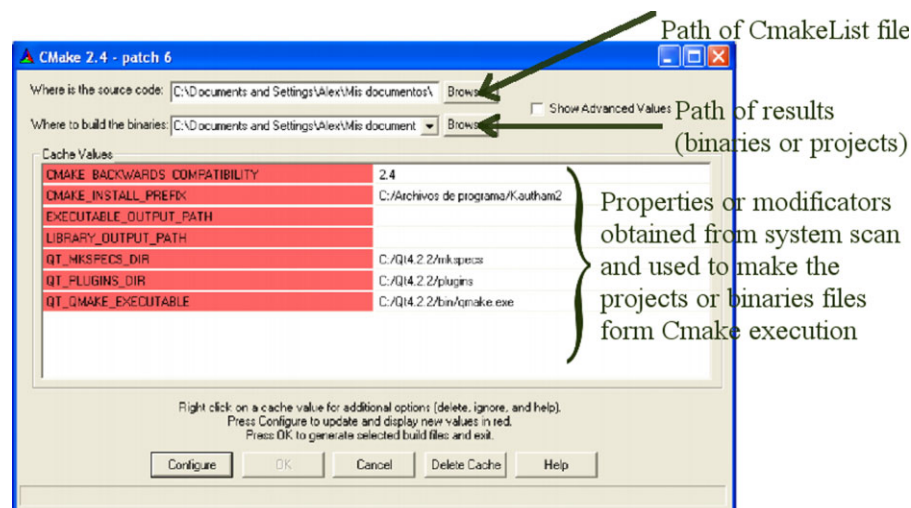 Path of CmakeList file
CMake 2.4 - patch 6
Where is the source code: C:\Documents and Settings\Alex\Mis documentos\ Browse...
Show Advanced Values
Path of results
(binaries or projects)
Where to build the binaries: C:\Documents and Settings\Alex\Mis document Browse...
Cache Values
CMAKE_BACKWARDS_COMPATIBILITY 2.4
CMAKE_INSTALL_PREFIX C:/Archivos de programa/Kautham2
EXECUTABLE_OUTPUT_PATH
LIBRARY_OUTPUT_PATH
QT_MKSPECS_DIR C:/Qt4.2.2/mkspecs
QT_PLUGINS_DIR C:/Qt4.2.2/plugins
QT_QMAKE_EXECUTABLE C:/Qt4.2.2/bin/qmake.exe
Properties or modificators
obtained from system scan
and used to make the
projects or binaries files
form Cmake execution
Right click on a cache value for additional options (delete, ignore, and help).
Press Configure to update and display new values in red.
Press OK to generate selected build files and exit.
Configure OK Cancel Delete Cache Help